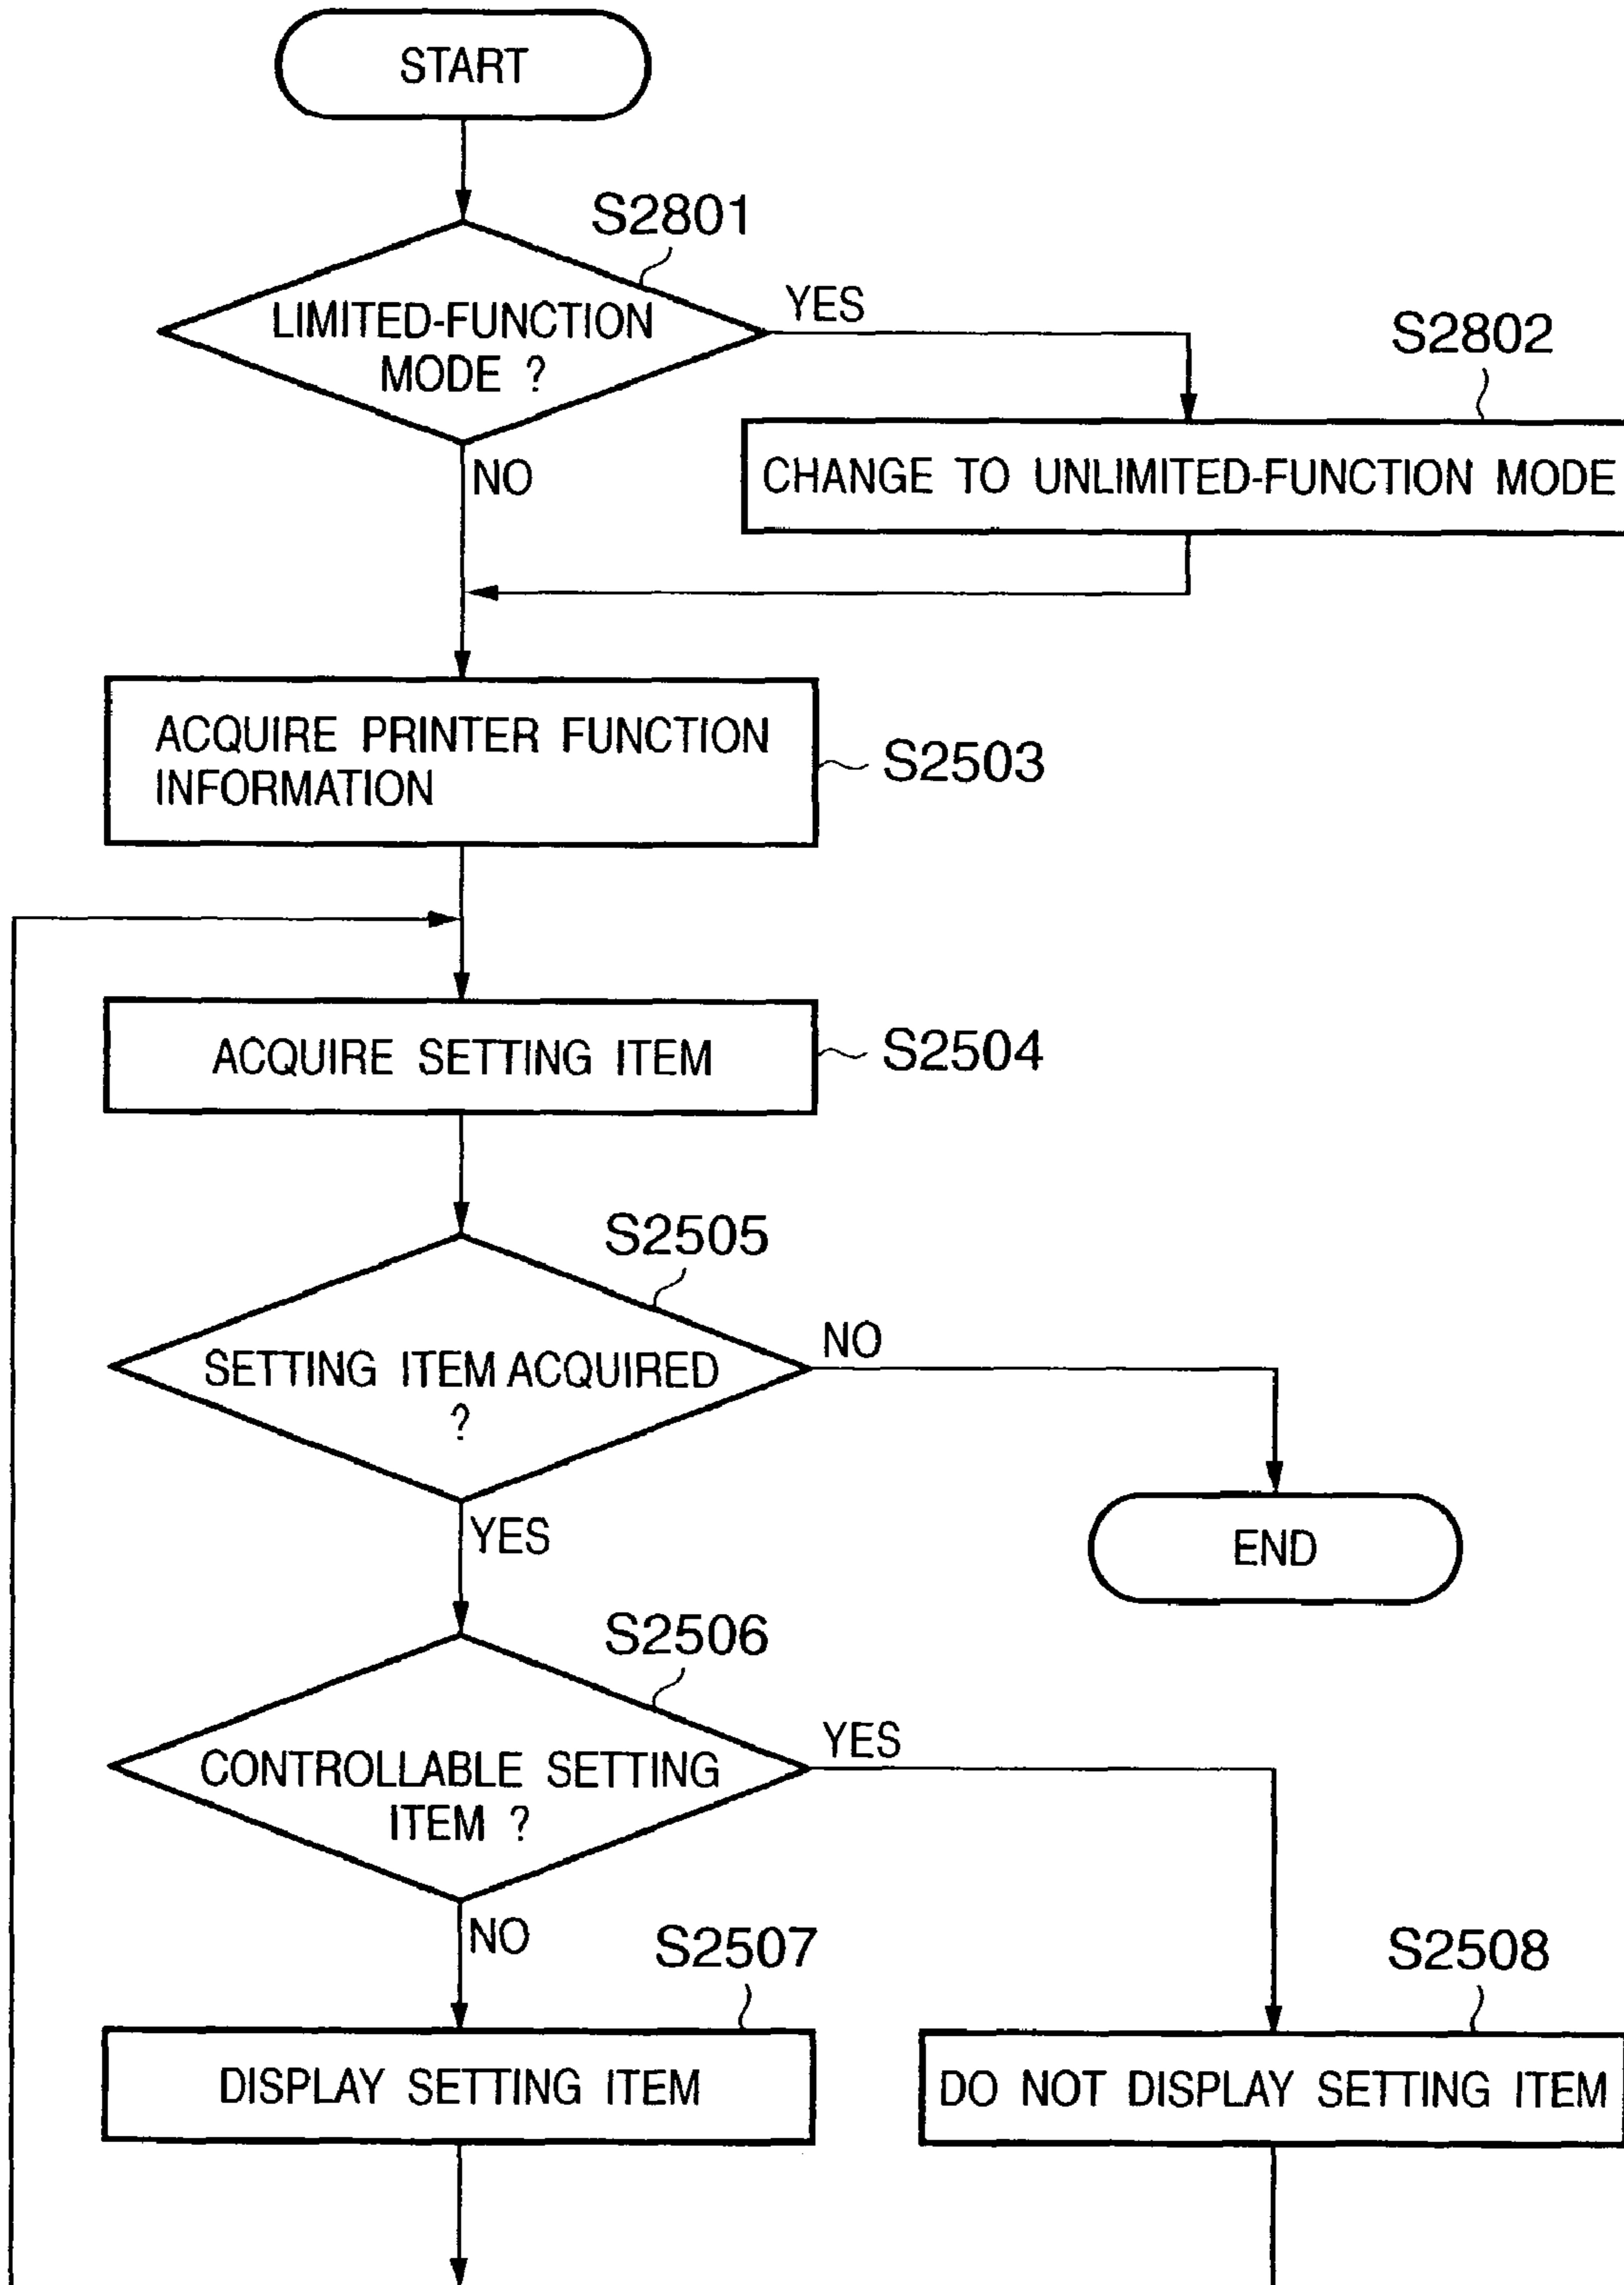 START
S2801
LIMITED-FUNCTION
MODE ?
YES
S2802
CHANGE TO UNLIMITED-FUNCTION MODE
NO
ACQUIRE PRINTER FUNCTION
INFORMATION
S2503
ACQUIRE SETTING ITEM
S2504
S2505
SETTING ITEM ACQUIRED
?
NO
YES
END
S2506
CONTROLLABLE SETTING
ITEM ?
YES
NO
S2507
S2508
DISPLAY SETTING ITEM
DO NOT DISPLAY SETTING ITEM